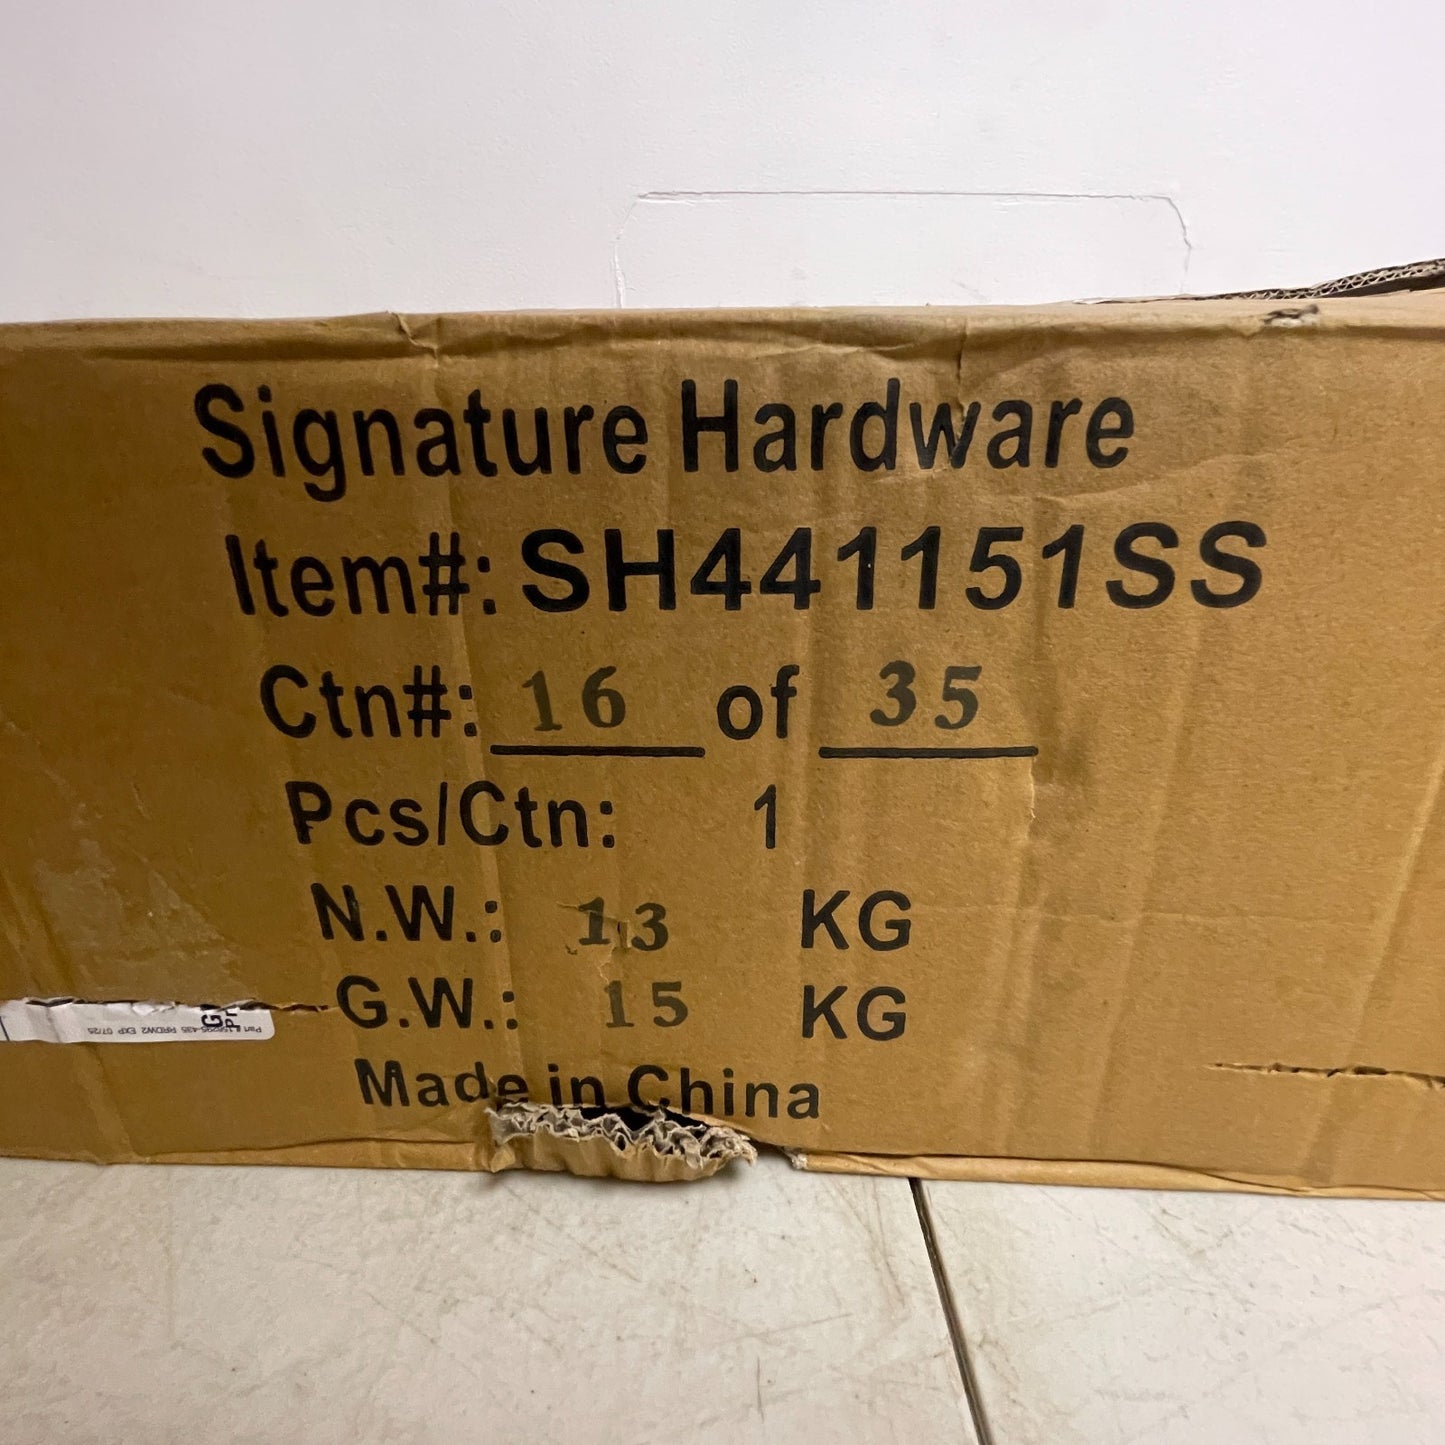 Signature Hardware
Item#: SH441151SS
Ctn#: 16 of 35
Pcs/Ctn: 1
N.W.: 13 KG
G.W.: 15 KG
Made in China